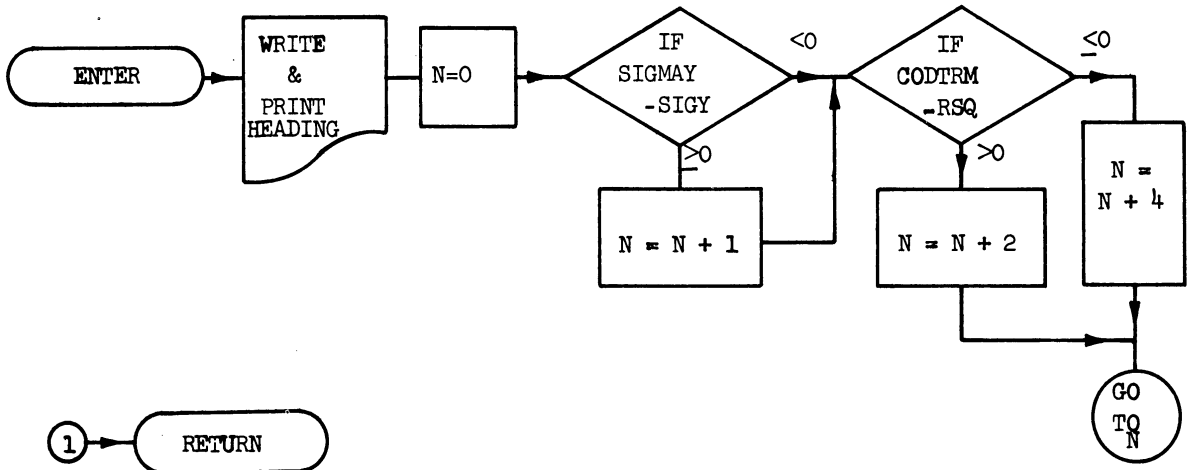 ENTER
WRITE
&
PRINT
HEADING
N=0
IF
SIGMAY
-SIGY
<0
≥0
N = N + 1
IF
CODTRM
-RSQ
≤0
>0
N = N + 2
N =
N + 4
GO
TO
N
1
RETURN